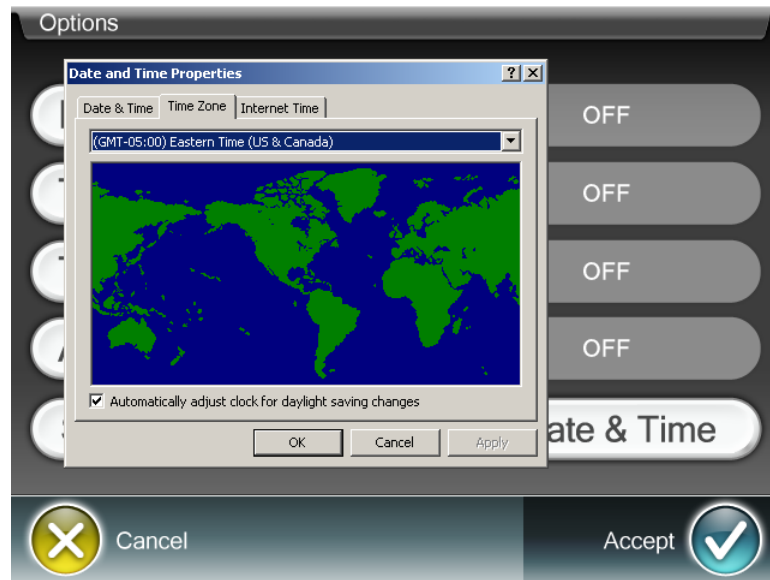 Options
Date and Time Properties
Date & Time Time Zone Internet Time
(GMT-05:00) Eastern Time (US & Canada)
Automatically adjust clock for daylight saving changes
OK Cancel Apply
OFF
OFF
OFF
OFF
ate & Time
Cancel
Accept